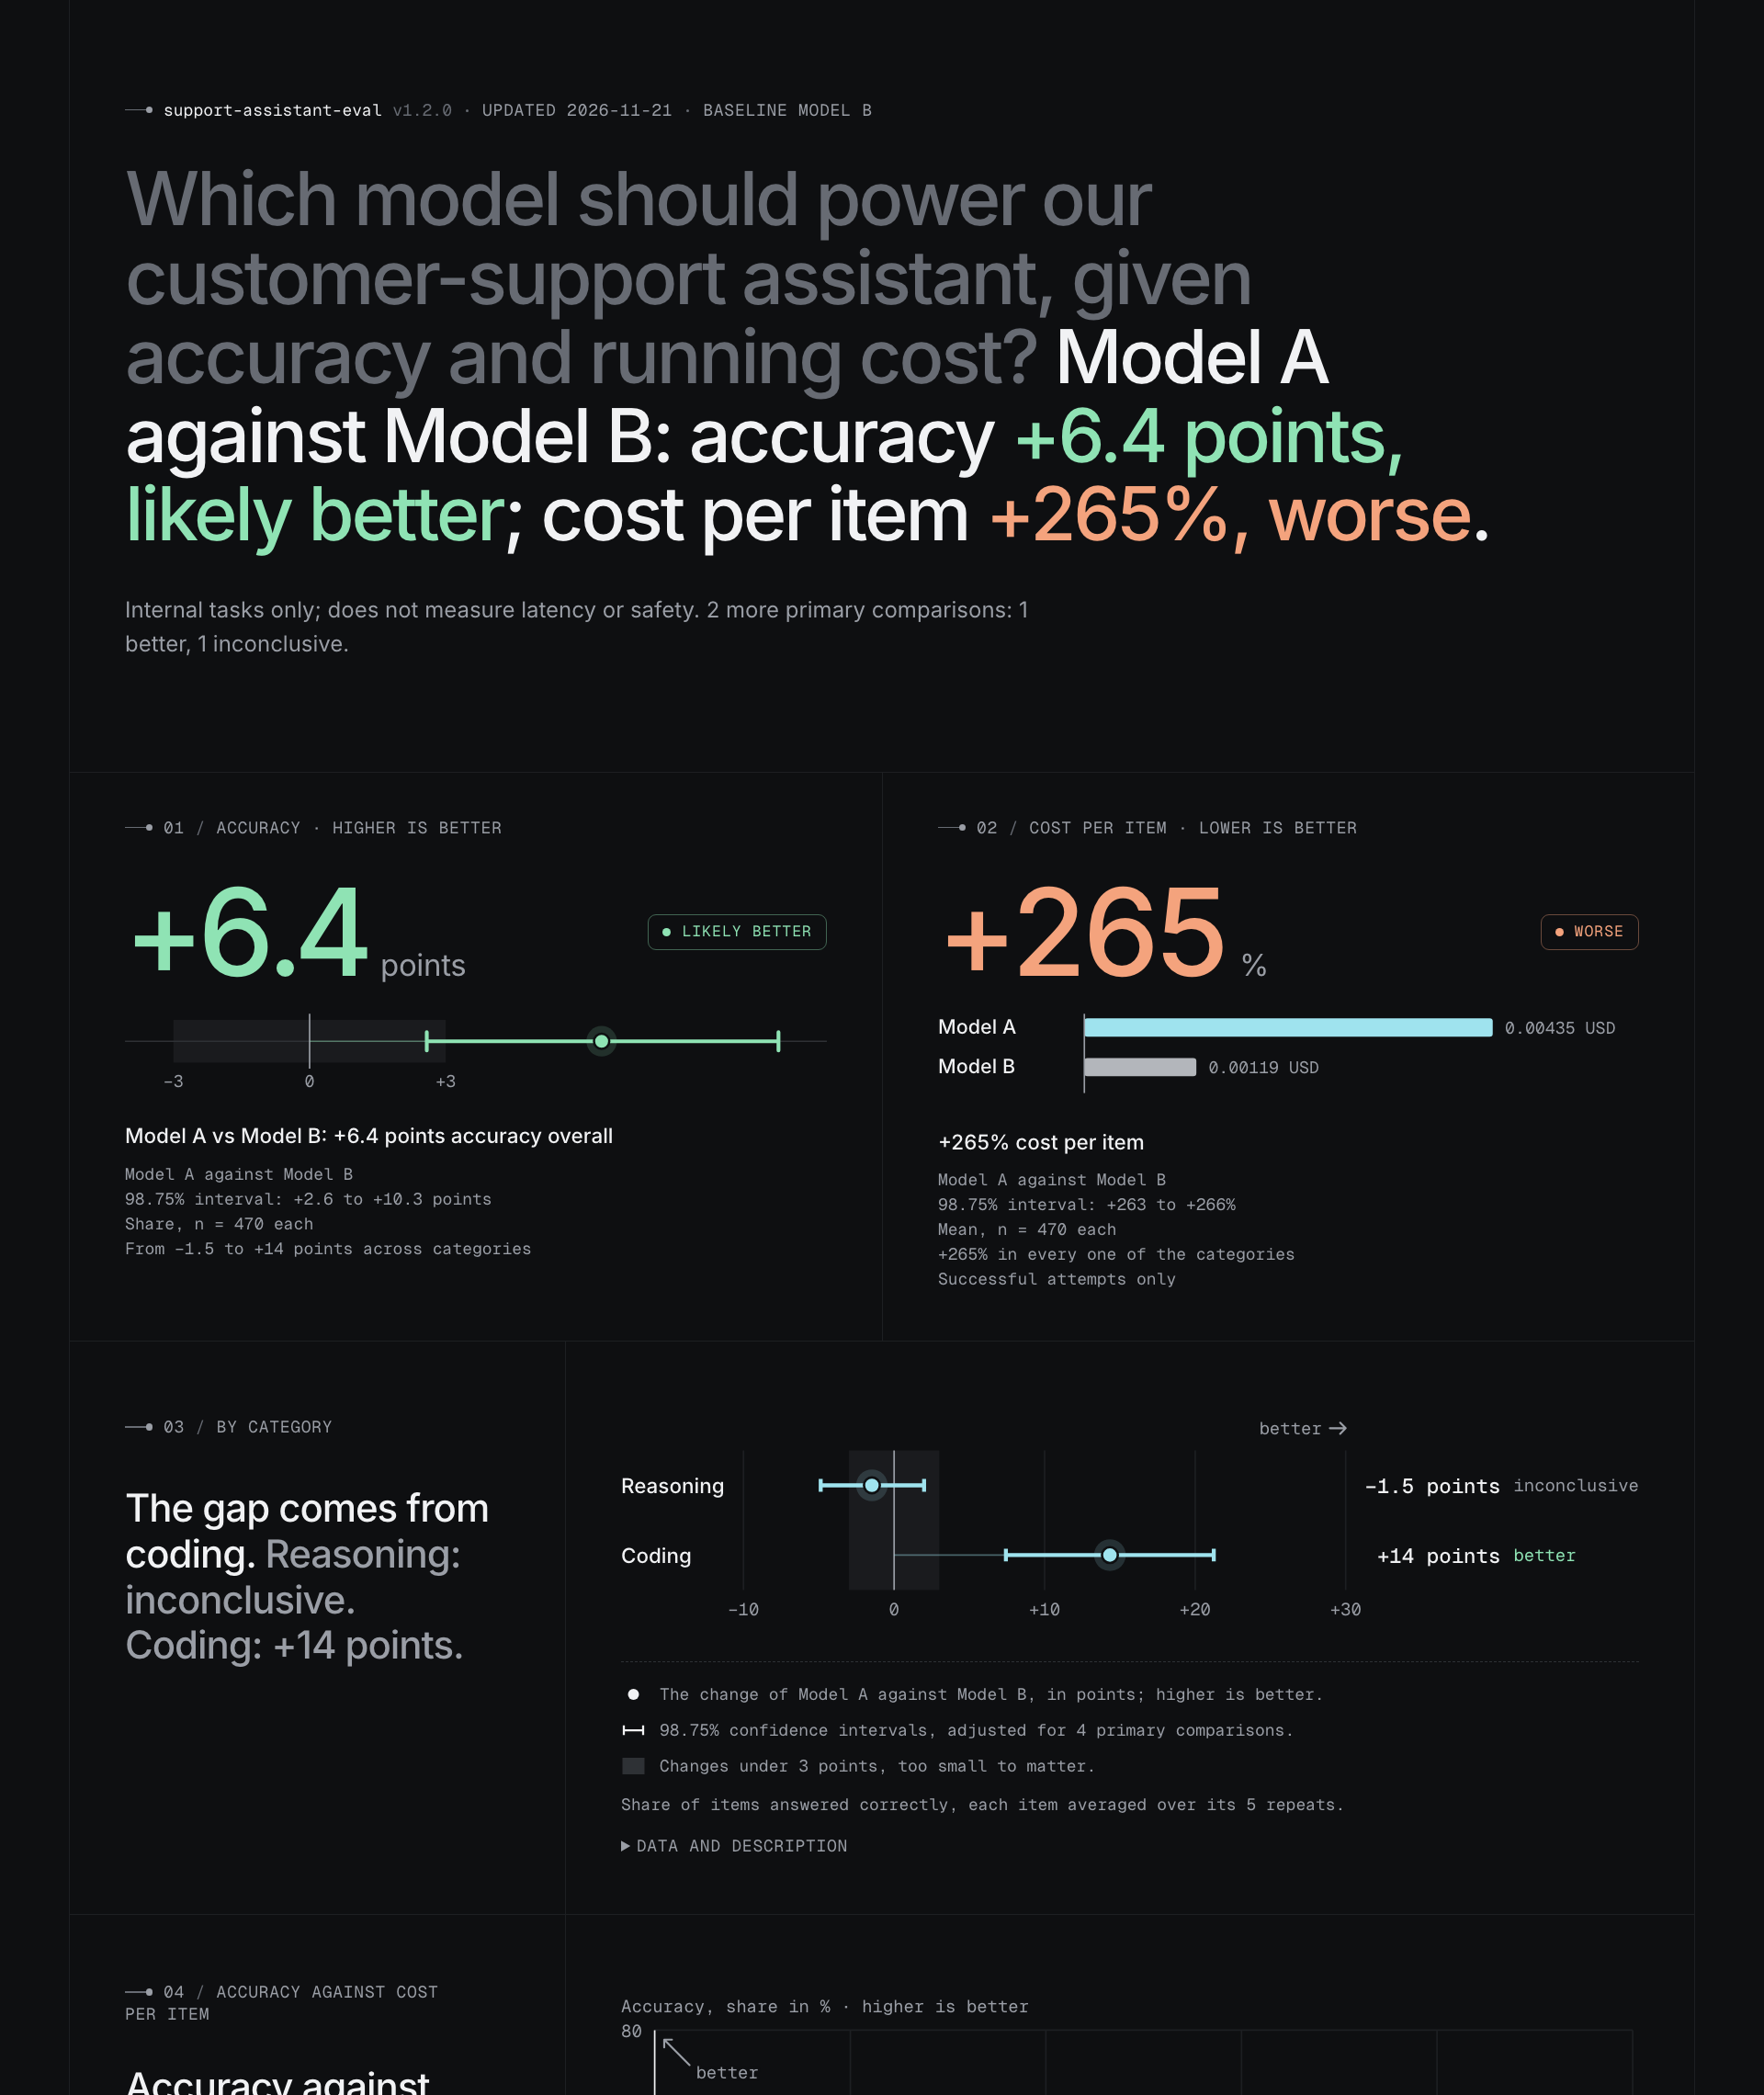 support-assistant-eval v1.2.0 · UPDATED 2026-11-21 · BASELINE MODEL B
Which model should power our
customer-support assistant, given
accuracy and running cost? Model A
against Model B: accuracy +6.4 points,
likely better; cost per item +265%, worse.
Internal tasks only; does not measure latency or safety. 2 more primary comparisons: 1
better, 1 inconclusive.
01 / ACCURACY · HIGHER IS BETTER
+6.4 points
LIKELY BETTER
−3 0 +3
Model A vs Model B: +6.4 points accuracy overall
Model A against Model B
98.75% interval: +2.6 to +10.3 points
Share, n = 470 each
From −1.5 to +14 points across categories
02 / COST PER ITEM · LOWER IS BETTER
+265 %
WORSE
Model A 0.00435 USD
Model B 0.00119 USD
+265% cost per item
Model A against Model B
98.75% interval: +263 to +266%
Mean, n = 470 each
+265% in every one of the categories
Successful attempts only
03 / BY CATEGORY
The gap comes from
coding. Reasoning:
inconclusive.
Coding: +14 points.
better →
Reasoning −1.5 points inconclusive
Coding +14 points better
−10 0 +10 +20 +30
The change of Model A against Model B, in points; higher is better.
98.75% confidence intervals, adjusted for 4 primary comparisons.
Changes under 3 points, too small to matter.
Share of items answered correctly, each item averaged over its 5 repeats.
DATA AND DESCRIPTION
04 / ACCURACY AGAINST COST
PER ITEM
Accuracy against
Accuracy, share in % · higher is better
80
better